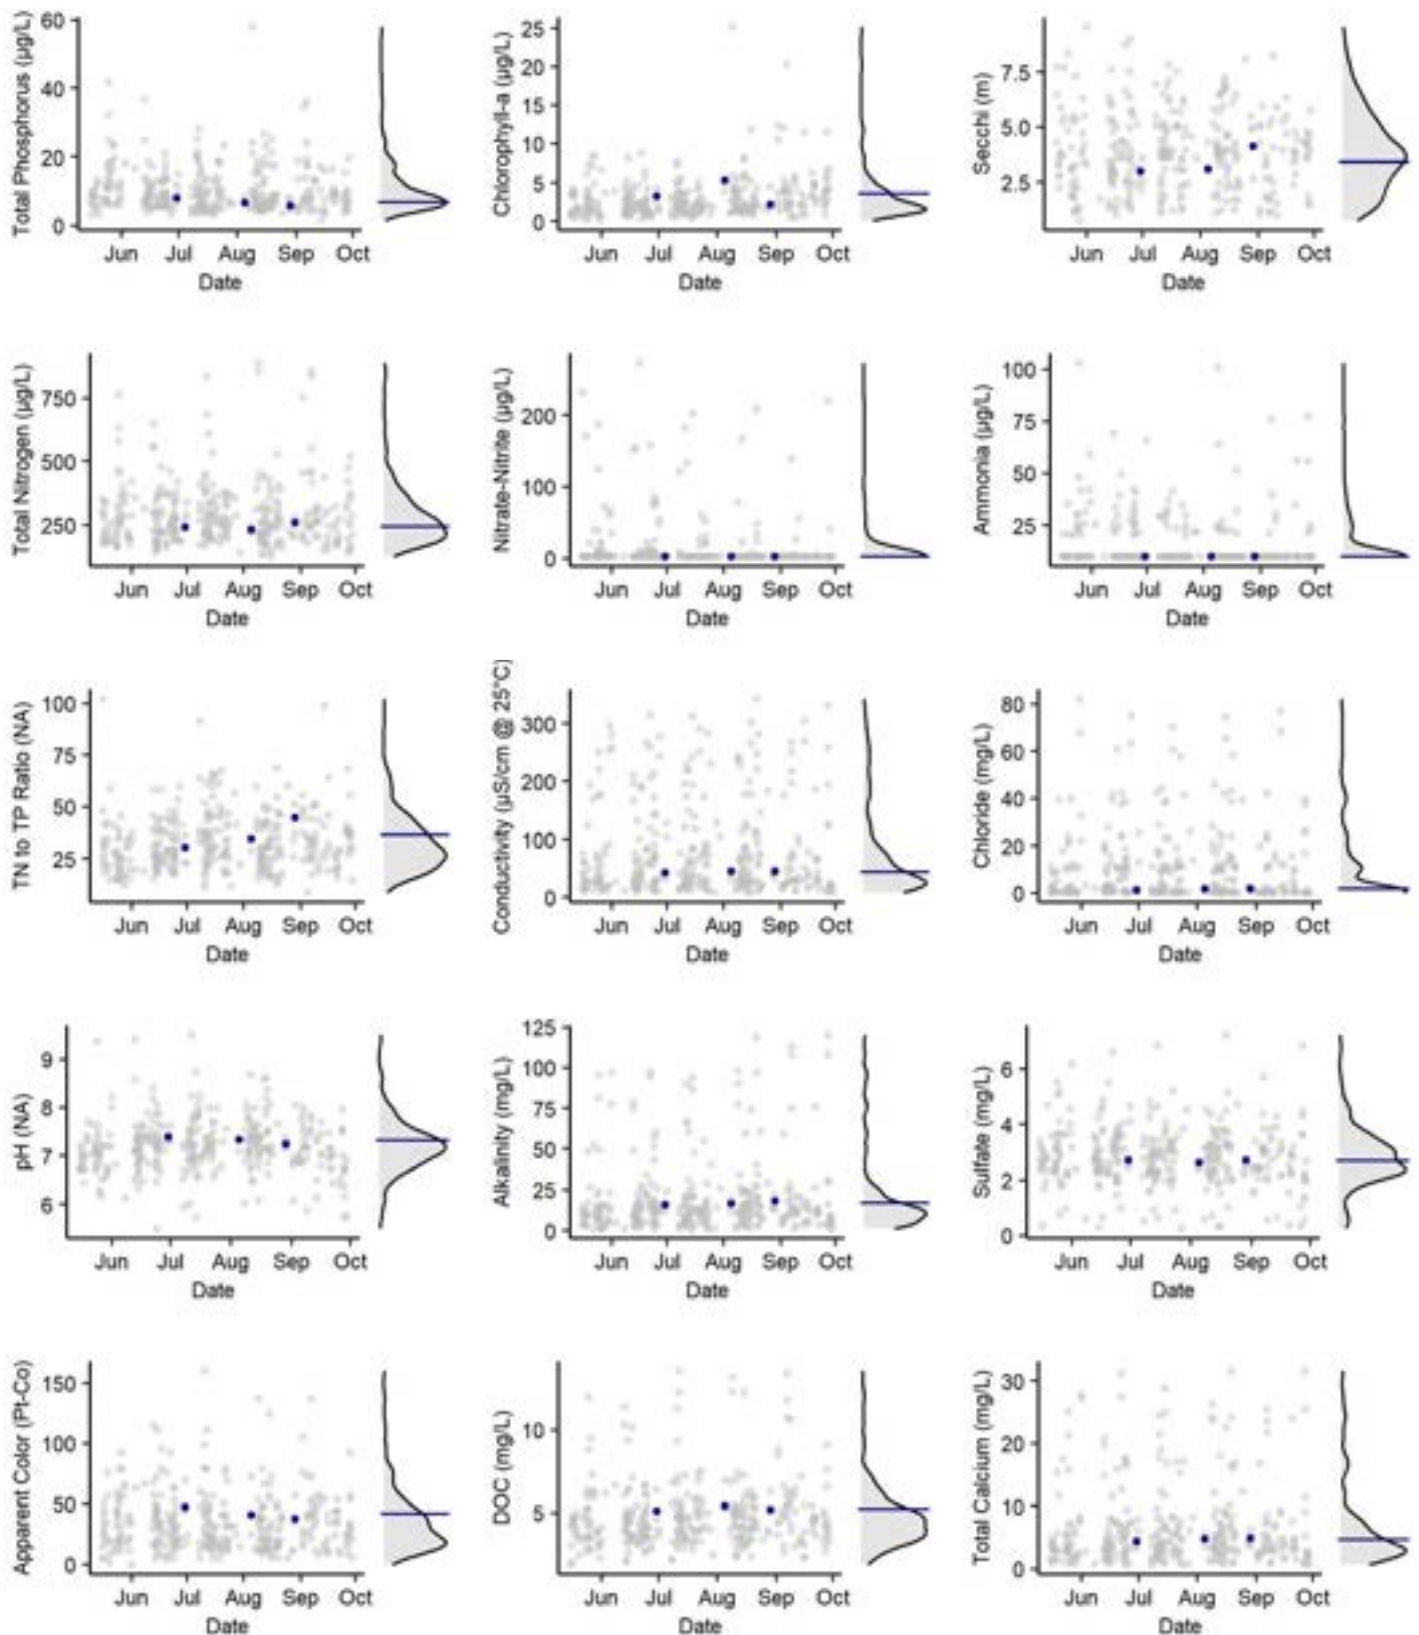 Total Phosphorus (µg/L)
60
40
20
0
Jun Jul Aug Sep Oct
Date
Chlorophyll-a (µg/L)
25
20
15
10
5
0
Jun Jul Aug Sep Oct
Date
Secchi (m)
7.5
5.0
2.5
Jun Jul Aug Sep Oct
Date
Total Nitrogen (µg/L)
750
500
250
Jun Jul Aug Sep Oct
Date
Nitrate-Nitrite (µg/L)
200
100
0
Jun Jul Aug Sep Oct
Date
Ammonia (µg/L)
100
75
50
25
Jun Jul Aug Sep Oct
Date
TN to TP Ratio (NA)
100
75
50
25
Jun Jul Aug Sep Oct
Date
Conductivity (µS/cm @ 25°C)
300
200
100
0
Jun Jul Aug Sep Oct
Date
Chloride (mg/L)
80
60
40
20
0
Jun Jul Aug Sep Oct
Date
pH (NA)
9
8
7
6
Jun Jul Aug Sep Oct
Date
Alkalinity (mg/L)
125
100
75
50
25
0
Jun Jul Aug Sep Oct
Date
Sulfate (mg/L)
6
4
2
0
Jun Jul Aug Sep Oct
Date
Apparent Color (Pt-Co)
150
100
50
0
Jun Jul Aug Sep Oct
Date
DOC (mg/L)
10
5
Jun Jul Aug Sep Oct
Date
Total Calcium (mg/L)
30
20
10
0
Jun Jul Aug Sep Oct
Date